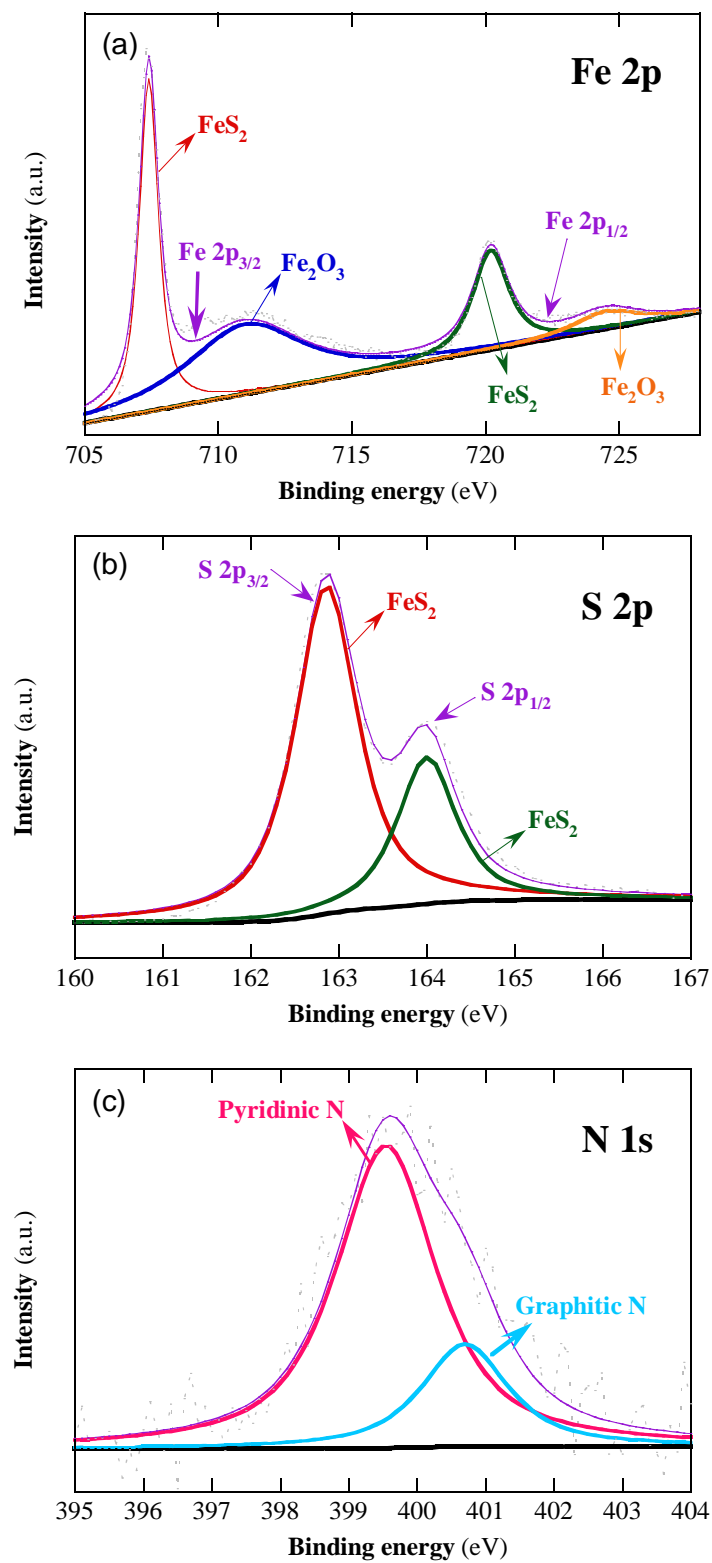 (a)
Fe 2p
FeS2
Fe 2p3/2
Fe2O3
Fe 2p1/2
FeS2
Fe2O3
Intensity (a.u.)
705 710 715 720 725
Binding energy (eV)
(b)
S 2p3/2
S 2p
FeS2
S 2p1/2
FeS2
Intensity (a.u.)
160 161 162 163 164 165 166 167
Binding energy (eV)
(c)
Pyridinic N
N 1s
Graphitic N
Intensity (a.u.)
395 396 397 398 399 400 401 402 403 404
Binding energy (eV)